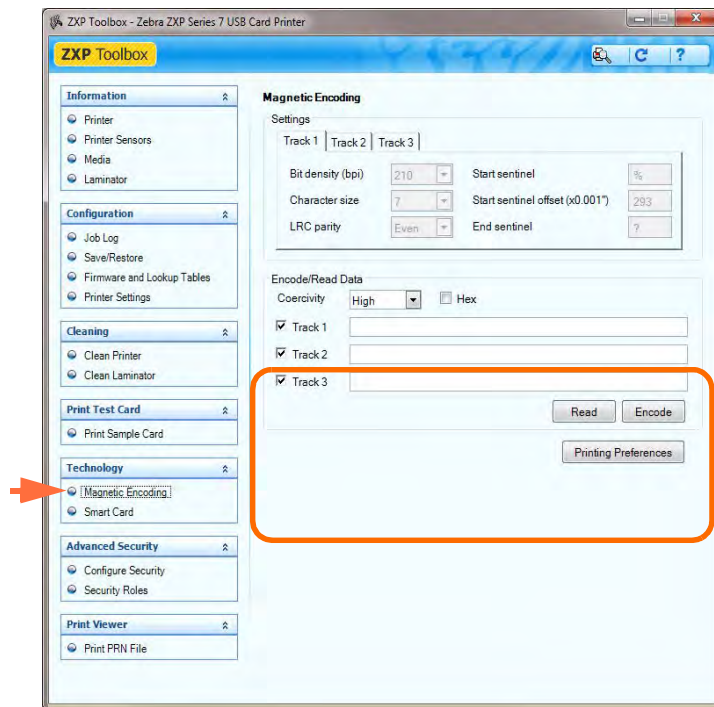 ZXP Toolbox - Zebra ZXP Series 7 USB Card Printer
ZXP Toolbox
?
Information
Printer
Printer Sensors
Media
Laminator
Configuration
Job Log
Save/Restore
Firmware and Lookup Tables
Printer Settings
Cleaning
Clean Printer
Clean Laminator
Print Test Card
Print Sample Card
Technology
Magnetic Encoding
Smart Card
Advanced Security
Configure Security
Security Roles
Print Viewer
Print PRN File
Magnetic Encoding
Settings
Track 1 Track 2 Track 3
Bit density (bpi) 210 Start sentinel %
Character size 7 Start sentinel offset (x0.001") 293
LRC parity Even End sentinel ?
Encode/Read Data
Coercivity High Hex
Track 1
Track 2
Track 3
Read Encode
Printing Preferences